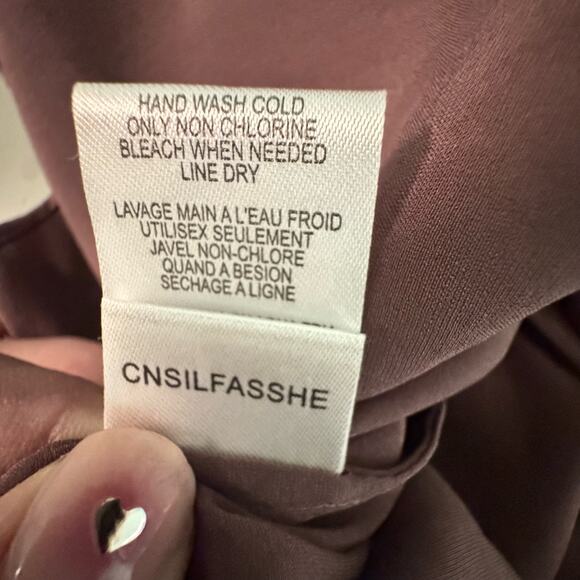 HAND WASH COLD
ONLY NON CHLORINE
BLEACH WHEN NEEDED
LINE DRY
LAVAGE MAIN A L'EAU FROID
UTILISEX SEULEMENT
JAVEL NON-CHLORE
QUAND A BESION
SECHAGE A LIGNE
CNSILFASSHE